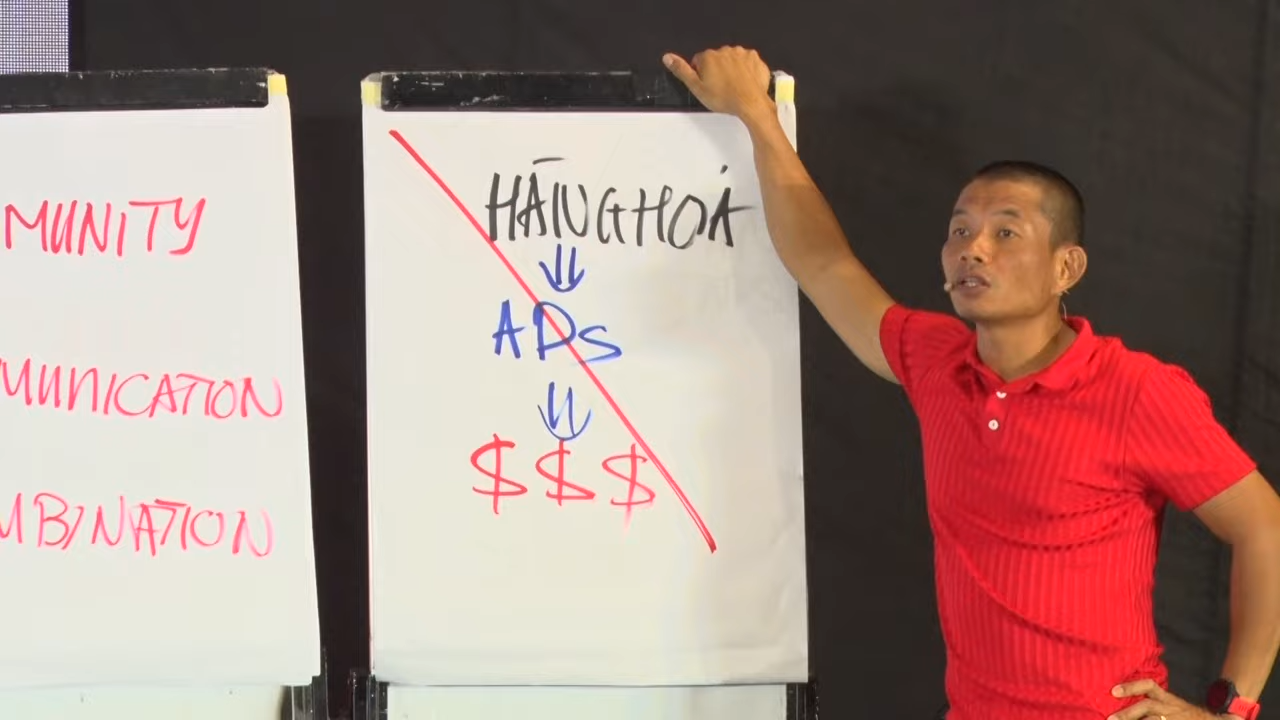 MUNITY
MUNICATION
MBINATION
HÀNG HOÁ
ADS
$ $ $